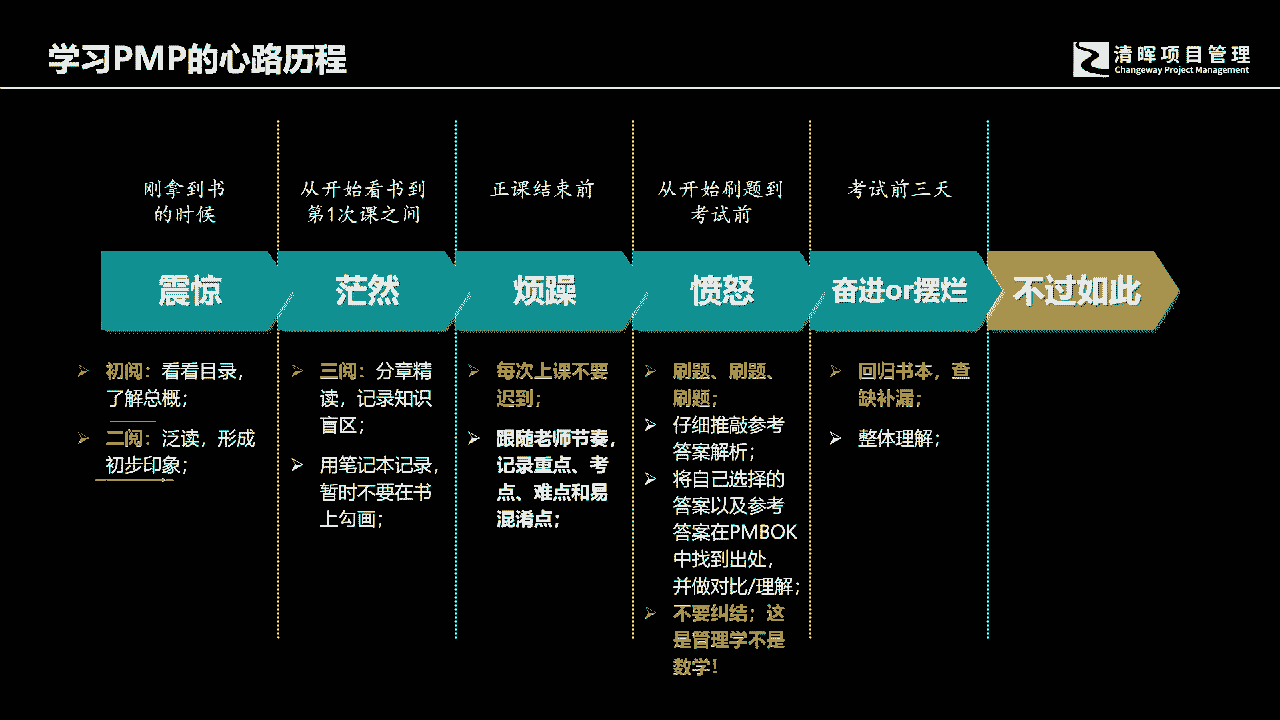 学习PMP的心路历程
清晖项目管理
Changeway Project Management
刚拿到书
的时候
从开始看书到
第1次课之间
正课结束前
从开始刷题到
考试前
考试前三天
震惊
茫然
烦躁
愤怒
奋进or摆烂
不过如此
初阅：看看目录，
了解总概；
二阅：泛读，形成
初步印象；
三阅：分章精
读，记录知识
盲区；
用笔记本记录，
暂时不要在书
上勾画；
每次上课不要
迟到；
跟随老师节奏，
记录重点、考
点、难点和易
混淆点；
刷题、刷题、
刷题；
仔细推敲参考
答案解析；
将自己选择的
答案以及参考
答案在PMBOK
中找到出处，
并做对比/理解；
不要纠结；这
是管理学不是
数学！
回归书本，查
缺补漏；
整体理解；